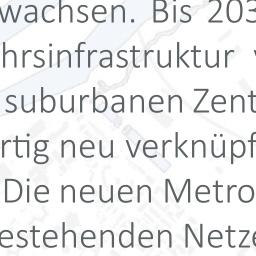 wachsen. Bis 203
hrsinfrastruktur v
suburbanen Zent
rtig neu verknüpf
Die neuen Metro
estehenden Netze